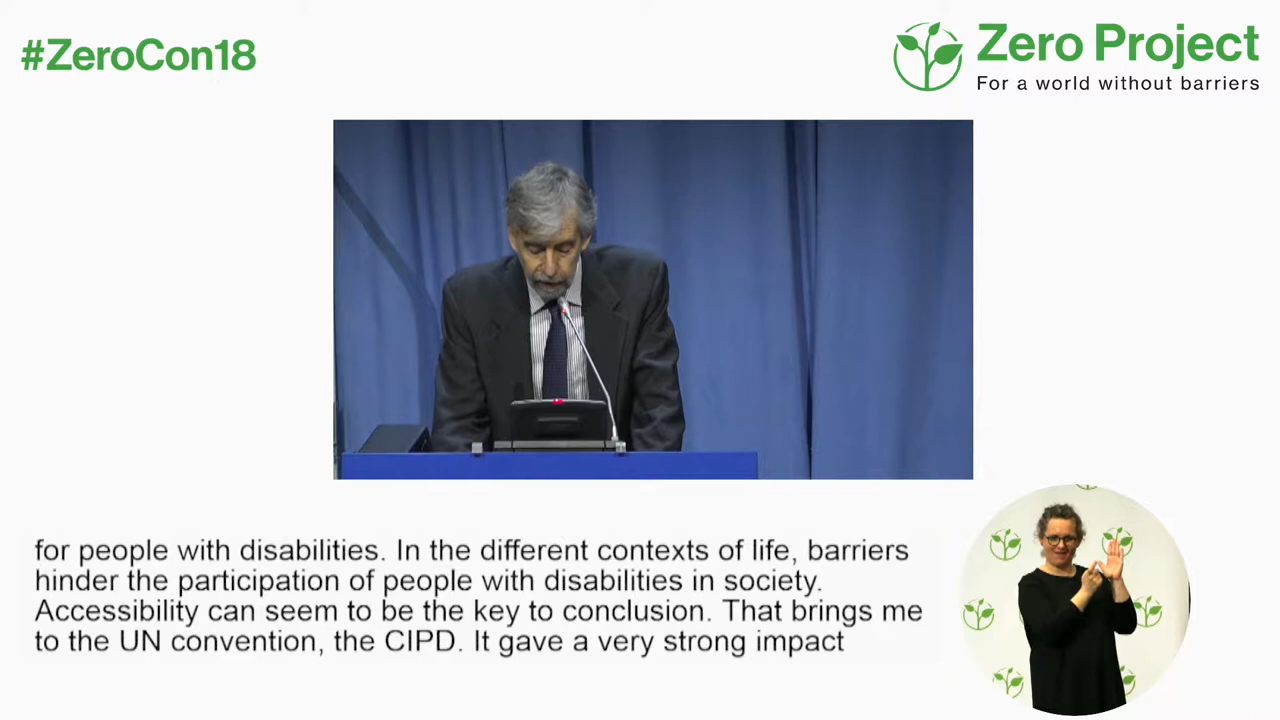 #ZeroCon18
Zero Project
For a world without barriers
for people with disabilities. In the different contexts of life, barriers
hinder the participation of people with disabilities in society.
Accessibility can seem to be the key to conclusion. That brings me
to the UN convention, the CIPD. It gave a very strong impact